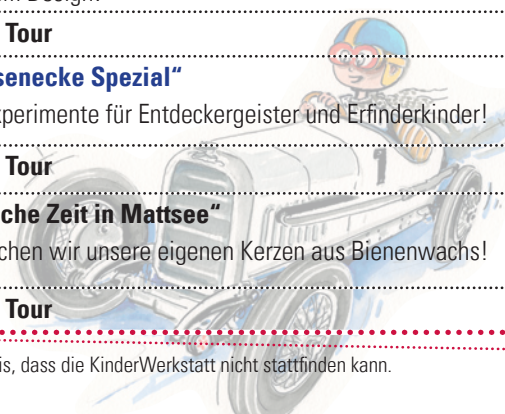 Tour
senecke Spezial“
xperimente für Entdeckergeister und Erfinderkinder!
Tour
che Zeit in Mattsee“
chen wir unsere eigenen Kerzen aus Bienenwachs!
Tour
is, dass die KinderWerkstatt nicht stattfinden kann.
1